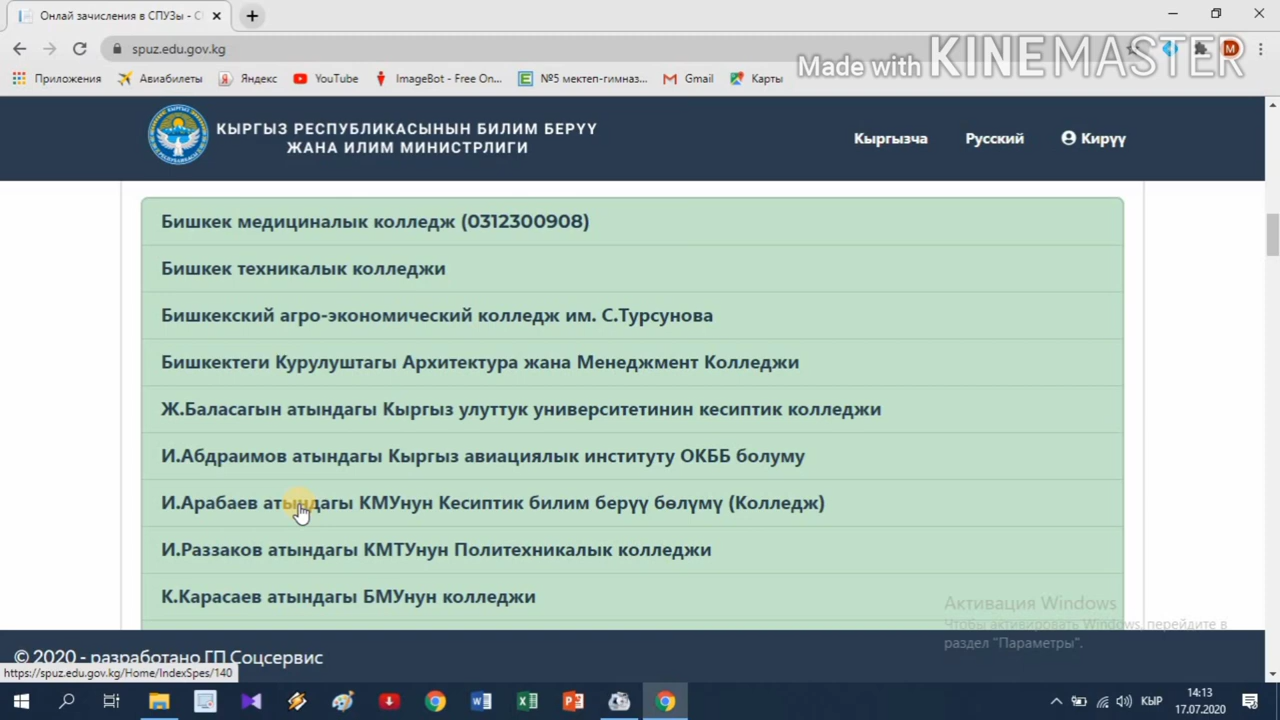 Онлай зачисления в СПУЗы - С
spuz.edu.gov.kg
Made with KINEMASTER
Приложения
Авиабилеты
Яндекс
YouTube
ImageBot - Free On...
№5 мектеп-гимназ...
Gmail
Карты
КЫРГЫЗ РЕСПУБЛИКАСЫНЫН БИЛИМ БЕРҮҮ
ЖАНА ИЛИМ МИНИСТРЛИГИ
Кыргызча
Русский
Кирүү
Бишкек медициналык колледж (0312300908)
Бишкек техникалык колледжи
Бишкекский агро-экономический колледж им. С.Турсунова
Бишкектеги Курулуштагы Архитектура жана Менеджмент Колледжи
Ж.Баласагын атындагы Кыргыз улуттук университетинин кесиптик колледжи
И.Абдраимов атындагы Кыргыз авиациялык институту ОКББ болуму
И.Арабаев атындагы КМУнун Кесиптик билим берүү бөлүмү (Колледж)
И.Раззаков атындагы КМТУнун Политехникалык колледжи
К.Карасаев атындагы БМУнун колледжи
Активация Windows
Чтобы активировать Windows, перейдите в
раздел "Параметры".
© 2020 - разработано ГП Соцсервис
https://spuz.edu.gov.kg/Home/IndexSpes/140
КЫР
14:13
17.07.2020